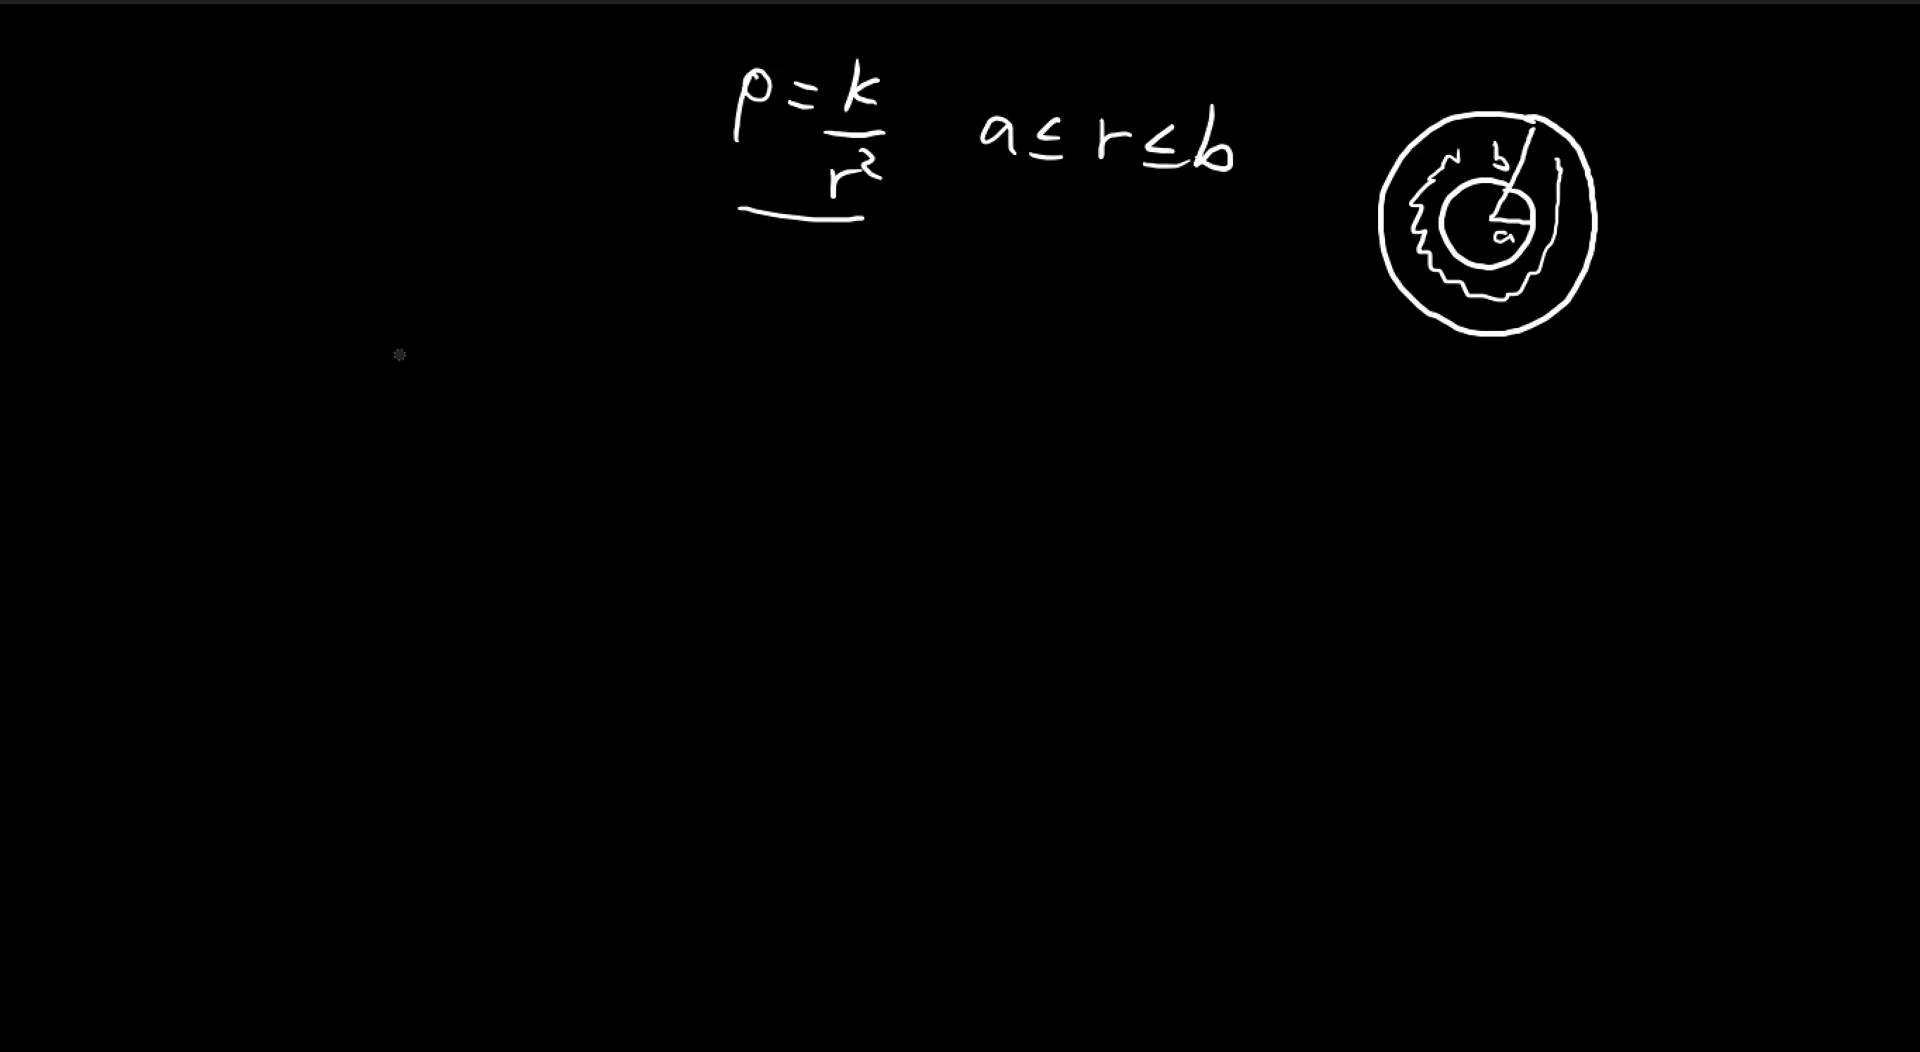 ρ = k/r²
a ≤ r ≤ b
b
a